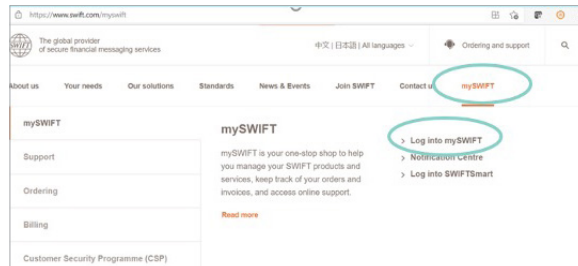 https://www.swift.com/myswift
SWIFT
The global provider
of secure financial messaging services
中文 | 日本語 | All languages
Ordering and support
About us
Your needs
Our solutions
Standards
News & Events
Join SWIFT
Contact u
mySWIFT
mySWIFT
Support
Ordering
Billing
Customer Security Programme (CSP)
mySWIFT
mySWIFT is your one-stop shop to help
you manage your SWIFT products and
services, keep track of your orders and
invoices, and access online support.
Read more
> Log into mySWIFT
> Notification Centre
> Log into SWIFTSmart